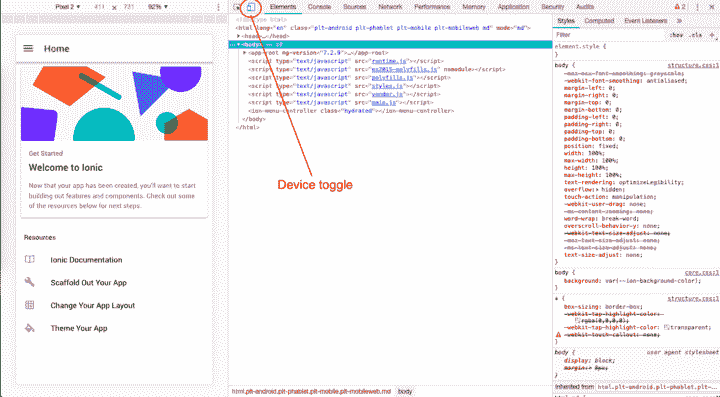 Pixel 2 ▼ 411 × 731 92% ▼
Home
Get Started
Welcome to Ionic
Now that your app has been created, you'll want to start
building out features and components. Check out some
of the resources below for next steps.
Resources
Ionic Documentation
Scaffold Out Your App
Change Your App Layout
Theme Your App
Elements Console Sources Network Performance Memory Application Security Audits ⚠ 2
<!doctype html>
<html lang="en" class="plt-android plt-phablet plt-mobile plt-mobileweb md" mode="md">
▶<head>…</head>
<body> == $0
▶<app-root ng-version="7.2.9">…</app-root>
<script type="text/javascript" src="runtime.js"></script>
<script type="text/javascript" src="es2015-polyfills.js" nomodule></script>
<script type="text/javascript" src="polyfills.js"></script>
<script type="text/javascript" src="styles.js"></script>
<script type="text/javascript" src="vendor.js"></script>
<script type="text/javascript" src="main.js"></script>
<ion-menu-controller class="hydrated"></ion-menu-controller>
</body>
</html>
Device toggle
html.plt-android.plt-phablet.plt-mobile.plt-mobileweb.md body
Styles Computed Event Listeners »
Filter :hov .cls +
element.style {
}
body { structure.css:1
-moz-osx-font-smoothing: grayscale;
-webkit-font-smoothing: antialiased;
margin-left: 0;
margin-right: 0;
margin-top: 0;
margin-bottom: 0;
padding-left: 0;
padding-right: 0;
padding-top: 0;
padding-bottom: 0;
position: fixed;
width: 100%;
max-width: 100%;
height: 100%;
max-height: 100%;
text-rendering: optimizeLegibility;
overflow:▶ hidden;
touch-action: manipulation;
-webkit-user-drag: none;
-ms-content-zooming: none;
word-wrap: break-word;
overscroll-behavior-y: none;
-webkit-text-size-adjust: none;
-moz-text-size-adjust: none;
-ms-text-size-adjust: none;
text-size-adjust: none;
}
body { core.css:1
background: var(--ion-background-color);
}
* { structure.css:1
box-sizing: border-box;
-webkit-tap-highlight-color:
rgba(0,0,0,0);
-webkit-tap-highlight-color: transparent;
-webkit-touch-callout: none;
}
body { user agent stylesheet
display: block;
margin:▶ 8px;
}
Inherited from html.plt-android.plt-phablet.plt-…